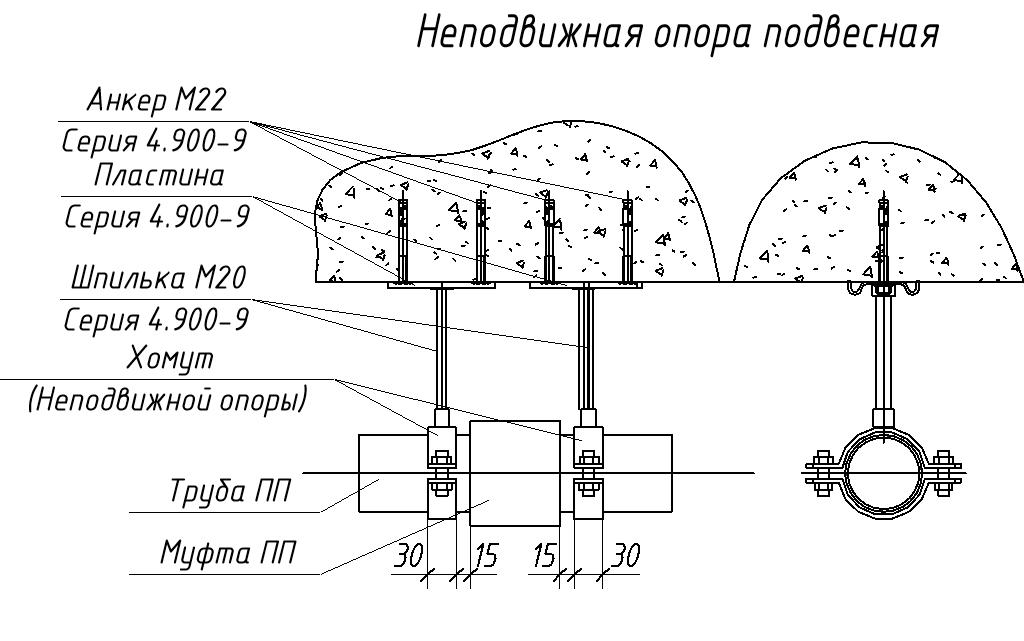 Неподвижная опора подвесная
Анкер М22
Серия 4.900-9
Пластина
Серия 4.900-9
Шпилька М20
Серия 4.900-9
Хомут
(Неподвижной опоры)
Труба ПП
Муфта ПП
30 15 15 30